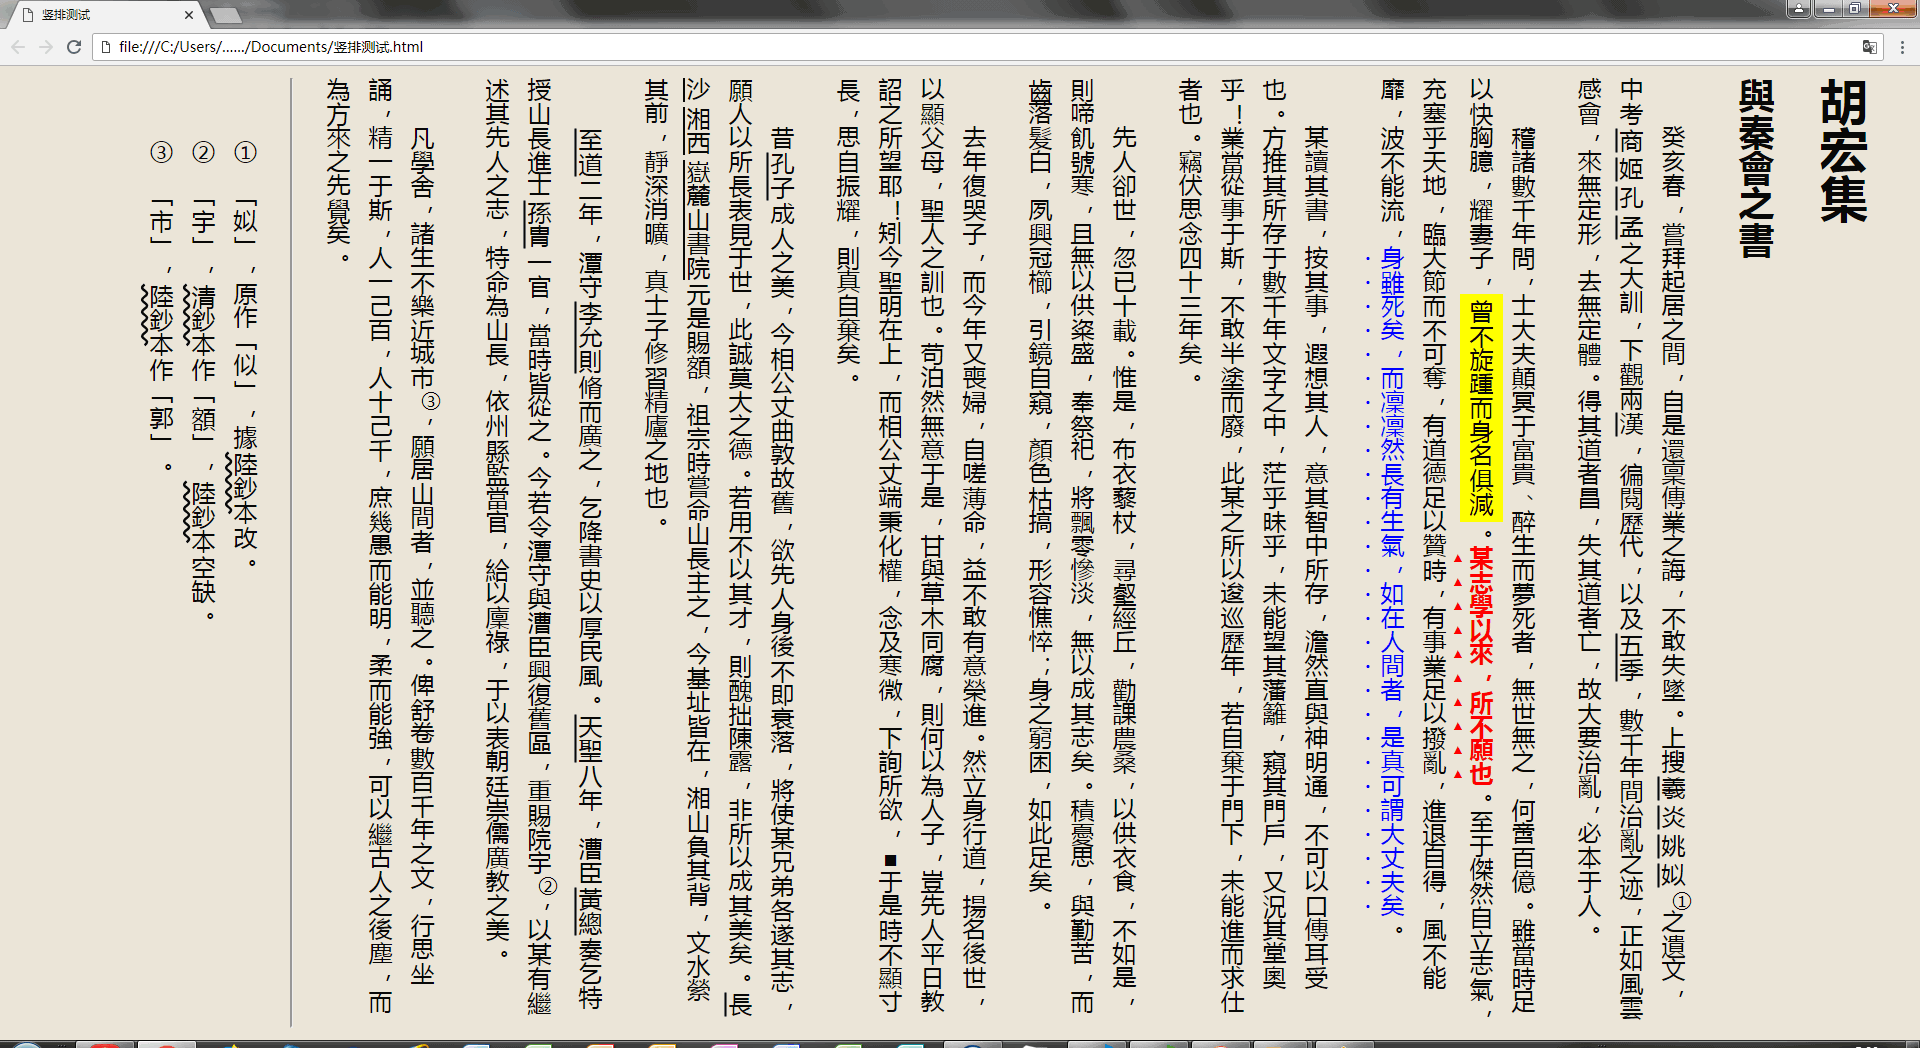 竖排测试
file:///C:/Users/....../Documents/竖排测试.html
胡宏集
與秦會之書
癸亥春，嘗拜起居之間，自是還稟傳業之誨，不敢失墜。上搜羲炎姚姒①之遺文，
中考商姬孔孟之大訓，下觀兩漢，徧閱歷代，以及五季，數千年間治亂之迹，正如風雲
感會，來無定形，去無定體。得其道者昌，失其道者亡，故大要治亂，必本于人。
稽諸數千年間，士大夫顛冥于富貴、醉生而夢死者，無世無之，何啻百億。雖當時足
以快胸臆，耀妻子，曾不旋踵而身名俱滅。某志學以來，所不願也。至于傑然自立志氣，
充塞乎天地，臨大節而不可奪，有道德足以贊時，有事業足以撥亂，進退自得，風不能
靡，波不能流，身雖死矣，而凜凜然長有生氣，如在人間者，是真可謂大丈夫矣。
某讀其書，按其事，遐想其人，意其智中所存，澹然直與神明通，不可以口傳耳受
也。方推其所存于數千年文字之中，茫乎昧乎，未能望其藩籬，窺其門戶，又況其堂奧
乎！業當從事于斯，不敢半塗而廢，此某之所以逡巡歷年，若自棄于門下，未能進而求仕
者也。竊伏思念四十三年矣。
先人卻世，忽已十載。惟是，布衣藜杖，尋壑經丘，勸課農桑，以供衣食，不如是，
則啼飢號寒，且無以供粢盛，奉祭祀，將飄零慘淡，無以成其志矣。積憂思，與勤苦，而
齒落髮白，夙興冠櫛，引鏡自窺，顏色枯搞，形容憔悴；身之窮困，如此足矣。
去年復哭子，而今年又喪婦，自嗟薄命，益不敢有意榮進。然立身行道，揚名後世，
以顯父母，聖人之訓也。苟泊然無意于是，甘與草木同腐，則何以為人子，豈先人平日教
詔之所望耶！矧今聖明在上，而相公丈端秉化權，念及寒微，下詢所欲，■于是時不顯寸
長，思自振耀，則真自棄矣。
昔孔子成人之美，今相公丈曲敦故舊，欲先人身後不即衰落，將使某兄弟各遂其志，
願人以所長表見于世，此誠莫大之德。若用不以其才，則醜拙陳露，非所以成其美矣。長
沙湘西嶽麓山書院元是賜額，祖宗時嘗命山長主之，今基址皆在，湘山負其背，文水縈
其前，靜深消曠，真士子修習精廬之地也。
至道二年，潭守李允則脩而廣之，乞降書史以厚民風。天聖八年，漕臣黃總奏乞特
授山長進士孫冑一官，當時皆從之。今若令潭守與漕臣興復舊區，重賜院宇②，以某有繼
述其先人之志，特命為山長，依州縣監當官，給以廩祿，于以表朝廷崇儒廣教之美。
凡學舍，諸生不樂近城市③，願居山間者，並聽之。俾舒卷數百千年之文，行思坐
誦，精一于斯，人一己百，人十己千，庶幾愚而能明，柔而能強，可以繼古人之後塵，而
為方來之先覺矣。
①　「姒」，原作「似」，據陸鈔本改。
②　「宇」，清鈔本作「額」，陸鈔本空缺。
③　「市」，陸鈔本作「郭」。